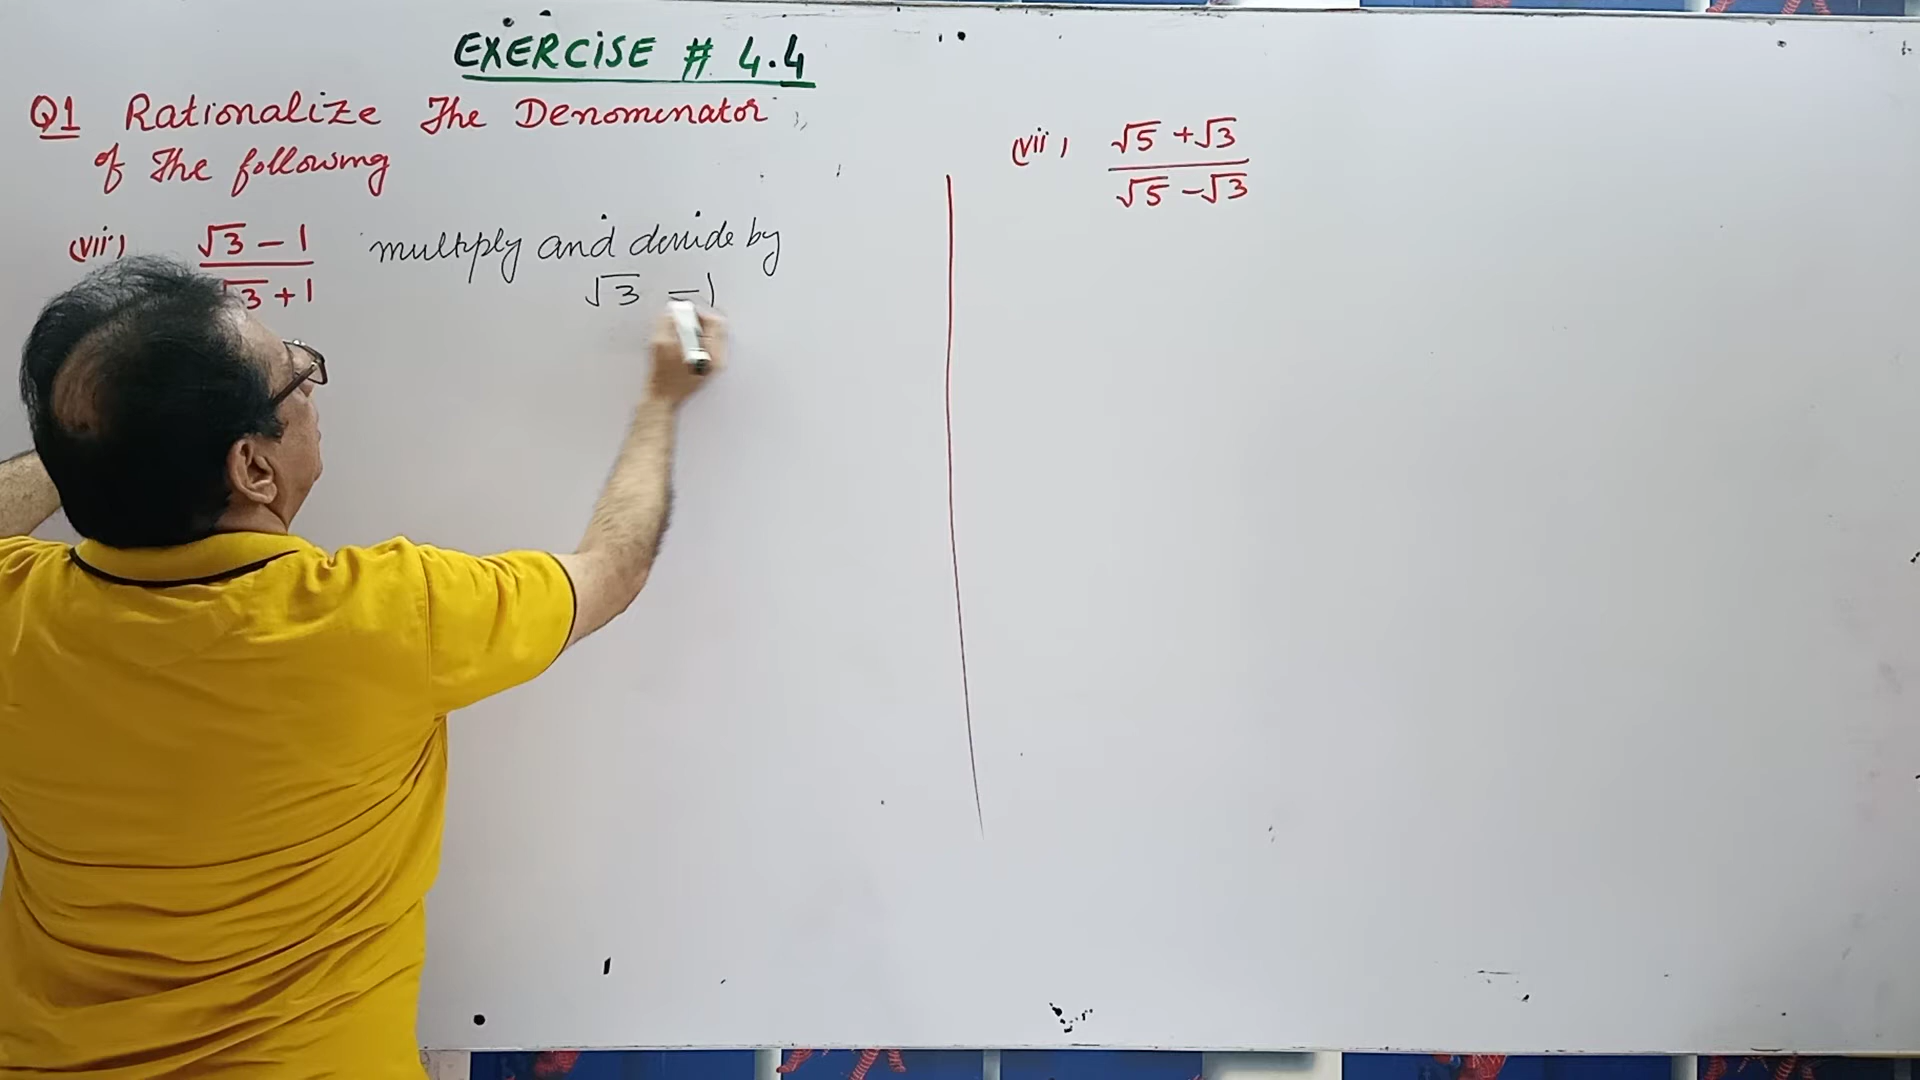 EXERCISE # 4.4
Q1 Rationalize The Denominator
of The following
(vii) √3 - 1 multiply and devide by
√3 + 1 √3 - 1
(vii) √5 + √3
√5 - √3